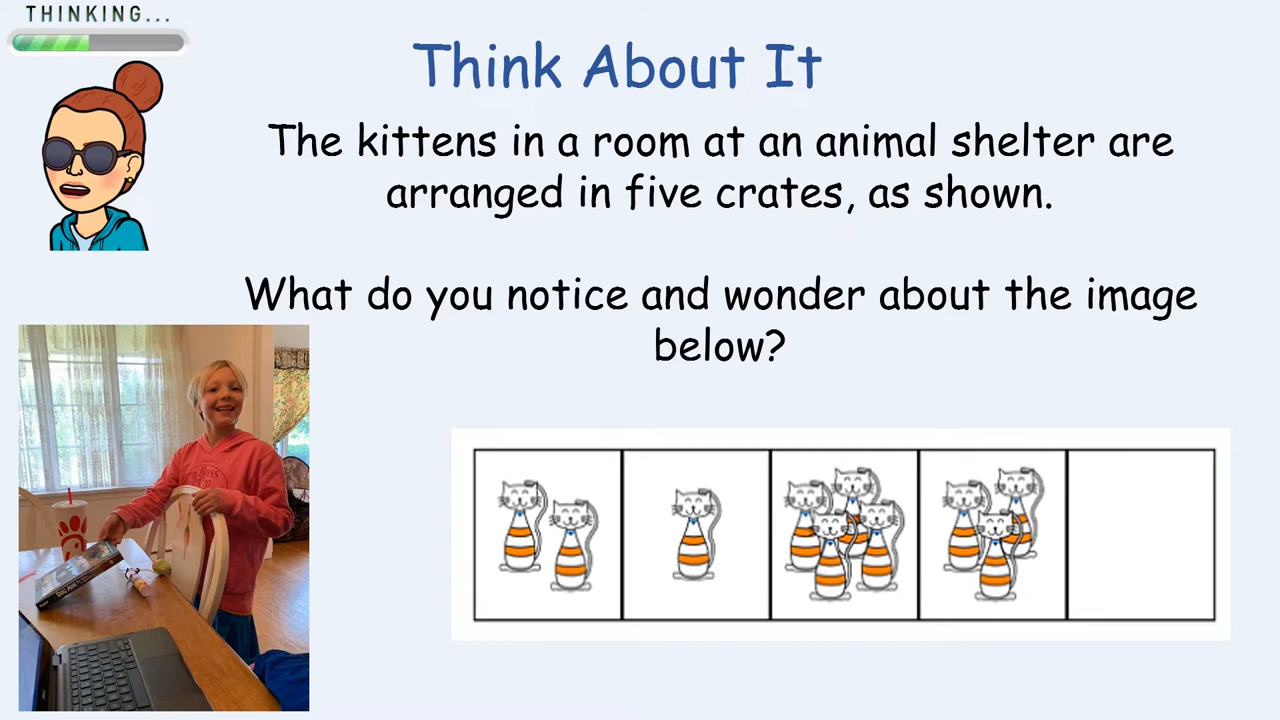 THINKING...
Think About It
The kittens in a room at an animal shelter are
arranged in five crates, as shown.
What do you notice and wonder about the image
below?